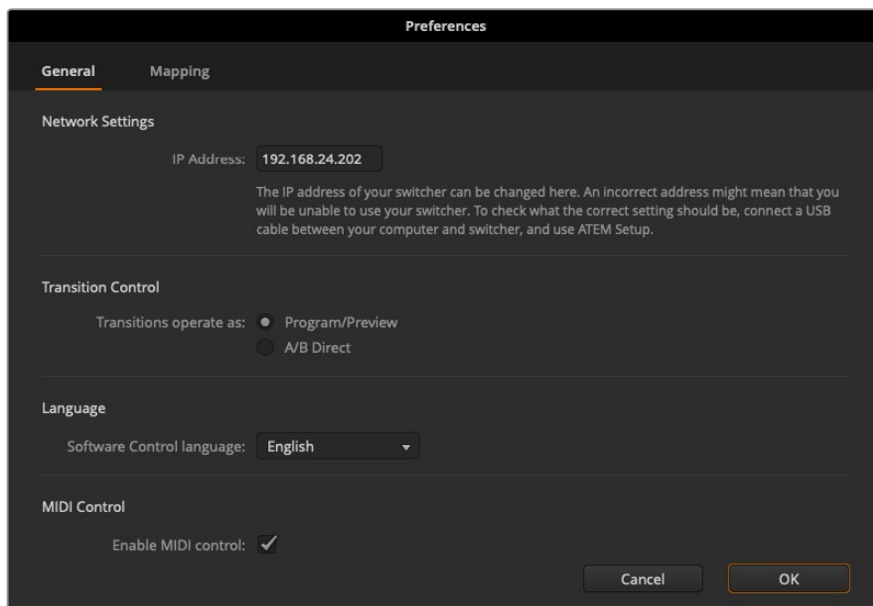 Preferences
General Mapping
Network Settings
IP Address: 192.168.24.202
The IP address of your switcher can be changed here. An incorrect address might mean that you
will be unable to use your switcher. To check what the correct setting should be, connect a USB
cable between your computer and switcher, and use ATEM Setup.
Transition Control
Transitions operate as: Program/Preview
A/B Direct
Language
Software Control language: English
MIDI Control
Enable MIDI control:
Cancel OK